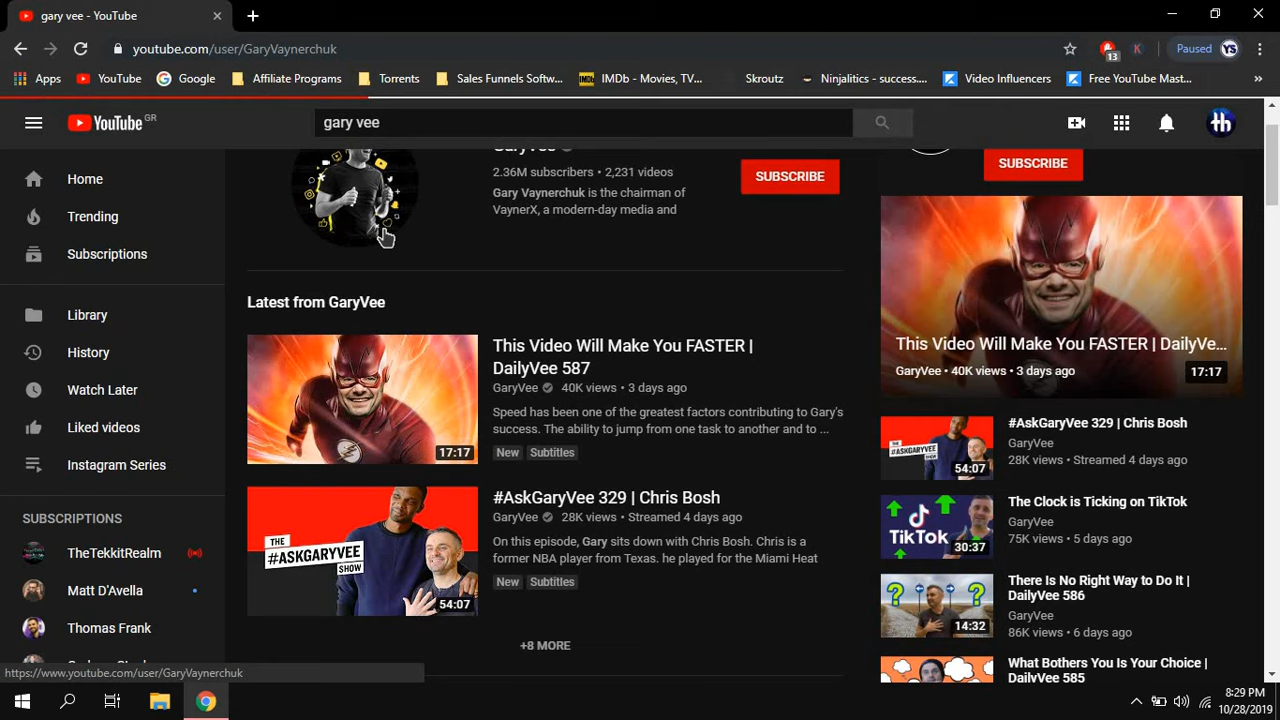 gary vee - YouTube
youtube.com/user/GaryVaynerchuk
13
K
Paused
YS
Apps
YouTube
Google
Affiliate Programs
Torrents
Sales Funnels Softw...
IMDb - Movies, TV...
Skroutz
Ninjalitics - success....
Video Influencers
Free YouTube Mast...
YouTube GR
gary vee
th
Home
Trending
Subscriptions
Library
History
Watch Later
Liked videos
Instagram Series
SUBSCRIPTIONS
TheTekkitRealm
Matt D'Avella
Thomas Frank
GaryVee
2.36M subscribers • 2,231 videos
Gary Vaynerchuk is the chairman of
VaynerX, a modern-day media and
SUBSCRIBE
Latest from GaryVee
17:17
This Video Will Make You FASTER |
DailyVee 587
GaryVee 40K views • 3 days ago
Speed has been one of the greatest factors contributing to Gary's
success. The ability to jump from one task to another and to ...
New Subtitles
THE
#ASKGARYVEE
SHOW
54:07
#AskGaryVee 329 | Chris Bosh
GaryVee 28K views • Streamed 4 days ago
On this episode, Gary sits down with Chris Bosh. Chris is a
former NBA player from Texas. he played for the Miami Heat
New Subtitles
+8 MORE
SUBSCRIBE
This Video Will Make You FASTER | DailyVe...
GaryVee • 40K views • 3 days ago
17:17
THE
#ASKGARYVEE
SHOW
54:07
#AskGaryVee 329 | Chris Bosh
GaryVee
28K views • Streamed 4 days ago
TikTok
30:37
The Clock is Ticking on TikTok
GaryVee
75K views • 5 days ago
? ?
14:32
There Is No Right Way to Do It |
DailyVee 586
GaryVee
86K views • 6 days ago
What Bothers You Is Your Choice |
DailyVee 585
https://www.youtube.com/user/GaryVaynerchuk
8:29 PM
10/28/2019